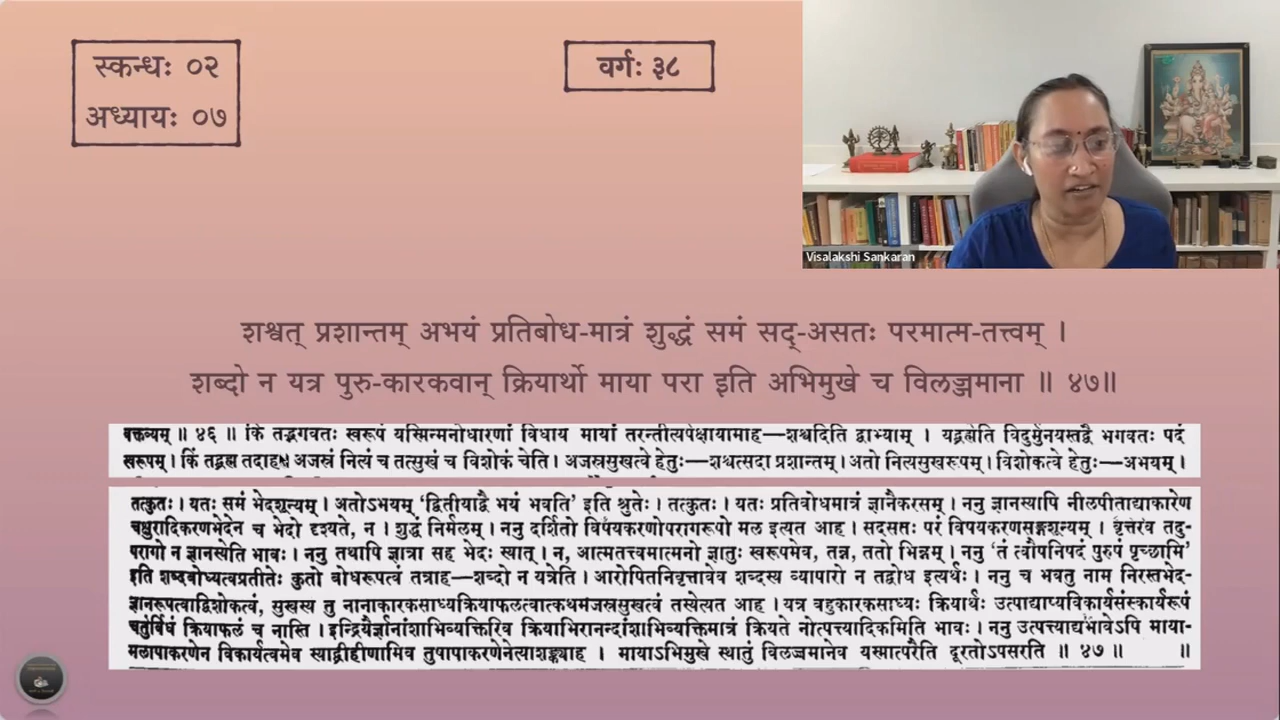 स्कन्धः ०२
अध्यायः ०७
वर्गः ३८
Visalakshi Sankaran
शश्वत् प्रशान्तम् अभयं प्रतिबोध-मात्रं शुद्धं समं सद्-असतः परमात्म-तत्त्वम् ।
शब्दो न यत्र पुरु-कारकवान् क्रियार्थो माया परा इति अभिमुखे च विलज्जमाना ॥ ४७॥
वक्तव्यम् ॥ ४६ ॥ किं तद्भगवतः स्वरूपं यस्मिन्मनोधारणां विधाय मायां तरन्तीत्यपेक्षायामाह—शश्वदिति द्वाभ्याम् । यद्ब्रह्मेति विदुर्मुनयस्तद्वै भगवतः पदं
स्वरूपम् । किं तद्ब्रह्म तदाह अजस्रं नित्यं च तत्सुखं च विशोकं चेति । अजस्रसुखत्वे हेतुः—शश्वत्सदा प्रशान्तम् । अतो नित्यसुखरूपम् । विशोकत्वे हेतुः—अभयम् ।
तत्कुतः । यतः समं भेदशून्यम् । अतोऽभयम् ‘द्वितीयाद्वै भयं भवति’ इति श्रुतेः । तत्कुतः । यतः प्रतिबोधमात्रं ज्ञानैकरसम् । ननु ज्ञानस्यापि नीलपीताद्याकारेण
चक्षुरादिकरणभेदेन च भेदो दृश्यते, न । शुद्धं निर्मलम् । ननु दर्शितो विषयकरणोपरागरूपो मल इत्यत आह । सदसतः परं विषयकरणसङ्गशून्यम् । वृत्तेरेव तदु-
परागो न ज्ञानस्येति भावः । ननु तथापि ज्ञात्रा सह भेदः स्यात् । न, आत्मतत्त्वमात्मनो ज्ञातुः स्वरूपमेव, तन्न, ततो भिन्नम् । ननु ‘तं त्वौपनिषदं पुरुषं पृच्छामि’
इति शब्दबोध्यत्वप्रतीतेः कुतो बोधरूपत्वं तत्राह—शब्दो न यत्रेति । आरोपितनिवृत्तावेव शब्दस्य व्यापारो न तद्बोध इत्यर्थः । ननु च भवतु नाम निरस्तभेद-
ज्ञानरूपत्वाद्विशोकत्वं, सुखस्य तु नानाकारकसाध्यक्रियाफलत्वात्कथमजस्रसुखत्वं तस्येत्यत आह । यत्र बहुकारकसाध्यः क्रियार्थः उत्पाद्याप्यविकार्यसंस्कार्यरूपं
चतुर्विधं क्रियाफलं च नास्ति । इन्द्रियैर्ज्ञानांशाभिव्यक्तिरिव क्रियाभिरानन्दांशाभिव्यक्तिमात्रं क्रियते नोत्पत्त्यादिकमिति भावः । ननु उत्पत्त्याद्यभावेऽपि माया-
मलापाकरणेन विकार्यत्वमेव स्याद्व्रीहीणामिव तुषापाकरणेनेत्याशङ्क्याह । मायाऽभिमुखे स्थातुं विलज्जमानेव यस्मात्परैति दूरतोऽपसरति ॥ ४७ ॥ ॥